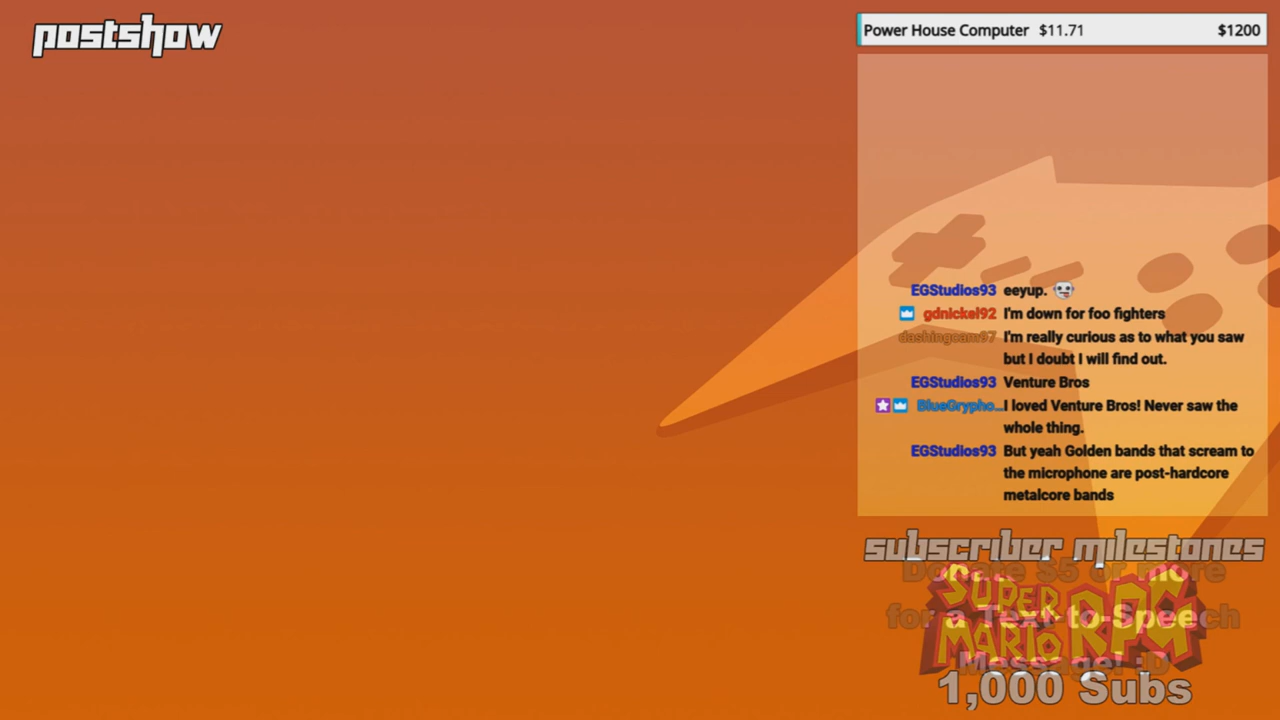 postshow
Power House Computer $11.71 $1200
EGStudios93 eeyup.
gdnickel92 I'm down for foo fighters
dashingcam97 I'm really curious as to what you saw
but I doubt I will find out.
EGStudios93 Venture Bros
BlueGrypho... I loved Venture Bros! Never saw the
whole thing.
EGStudios93 But yeah Golden bands that scream to
the microphone are post-hardcore
metalcore bands
subscriber milestones
Donate $5 or more
for a Text-to-Speech
Message! :D
SUPER
MARIO RPG
1,000 Subs